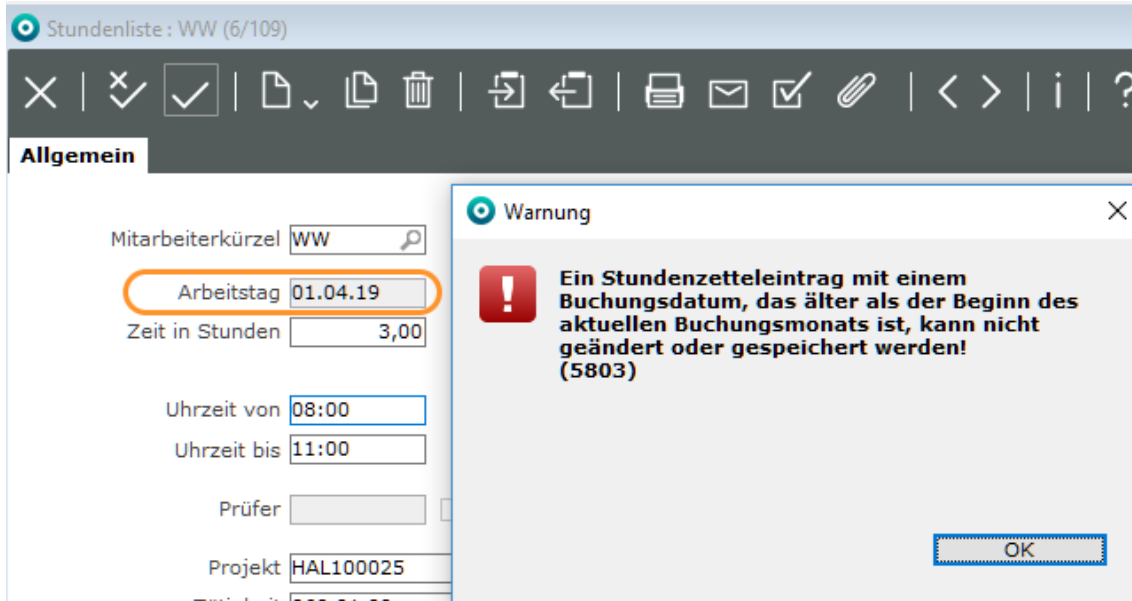 Stundenliste : WW (6/109)
Allgemein
Warnung
Mitarbeiterkürzel WW
Arbeitstag 01.04.19
Zeit in Stunden 3,00
Uhrzeit von 08:00
Uhrzeit bis 11:00
Prüfer
Projekt HAL100025
Ein Stundenzetteleintrag mit einem
Buchungsdatum, das älter als der Beginn des
aktuellen Buchungsmonats ist, kann nicht
geändert oder gespeichert werden!
(5803)
OK